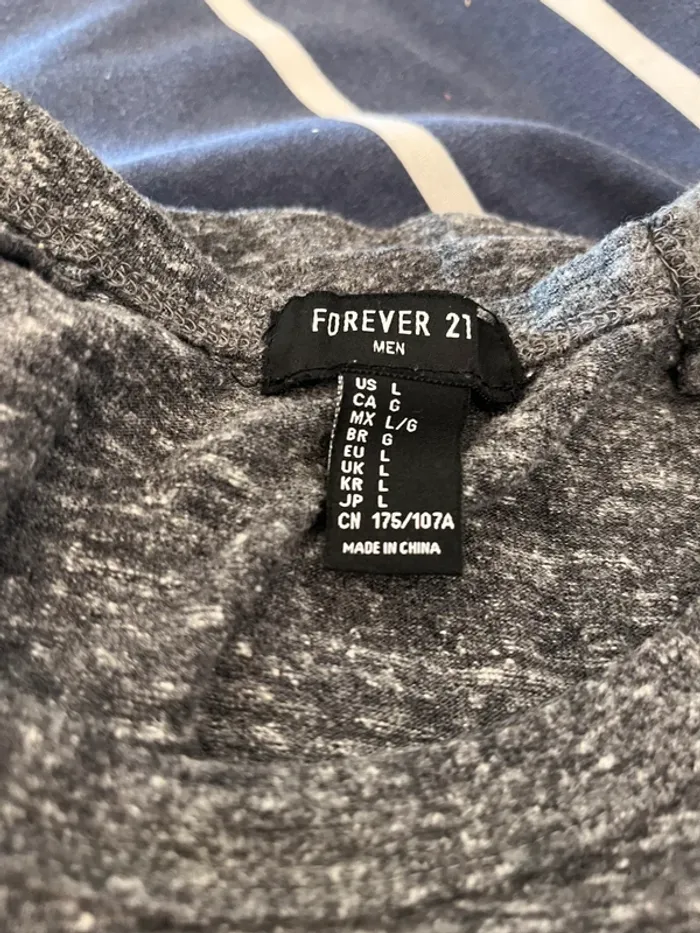 FOREVER 21
MEN
US L
CA G
MX L/G
BR G
EU L
UK L
KR L
JP L
CN 175/107A
MADE IN CHINA